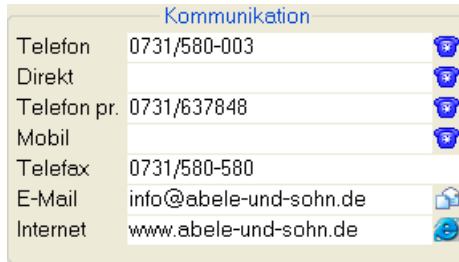 Kommunikation
Telefon 0731/580-003
Direkt
Telefon pr. 0731/637848
Mobil
Telefax 0731/580-580
E-Mail info@abele-und-sohn.de
Internet www.abele-und-sohn.de